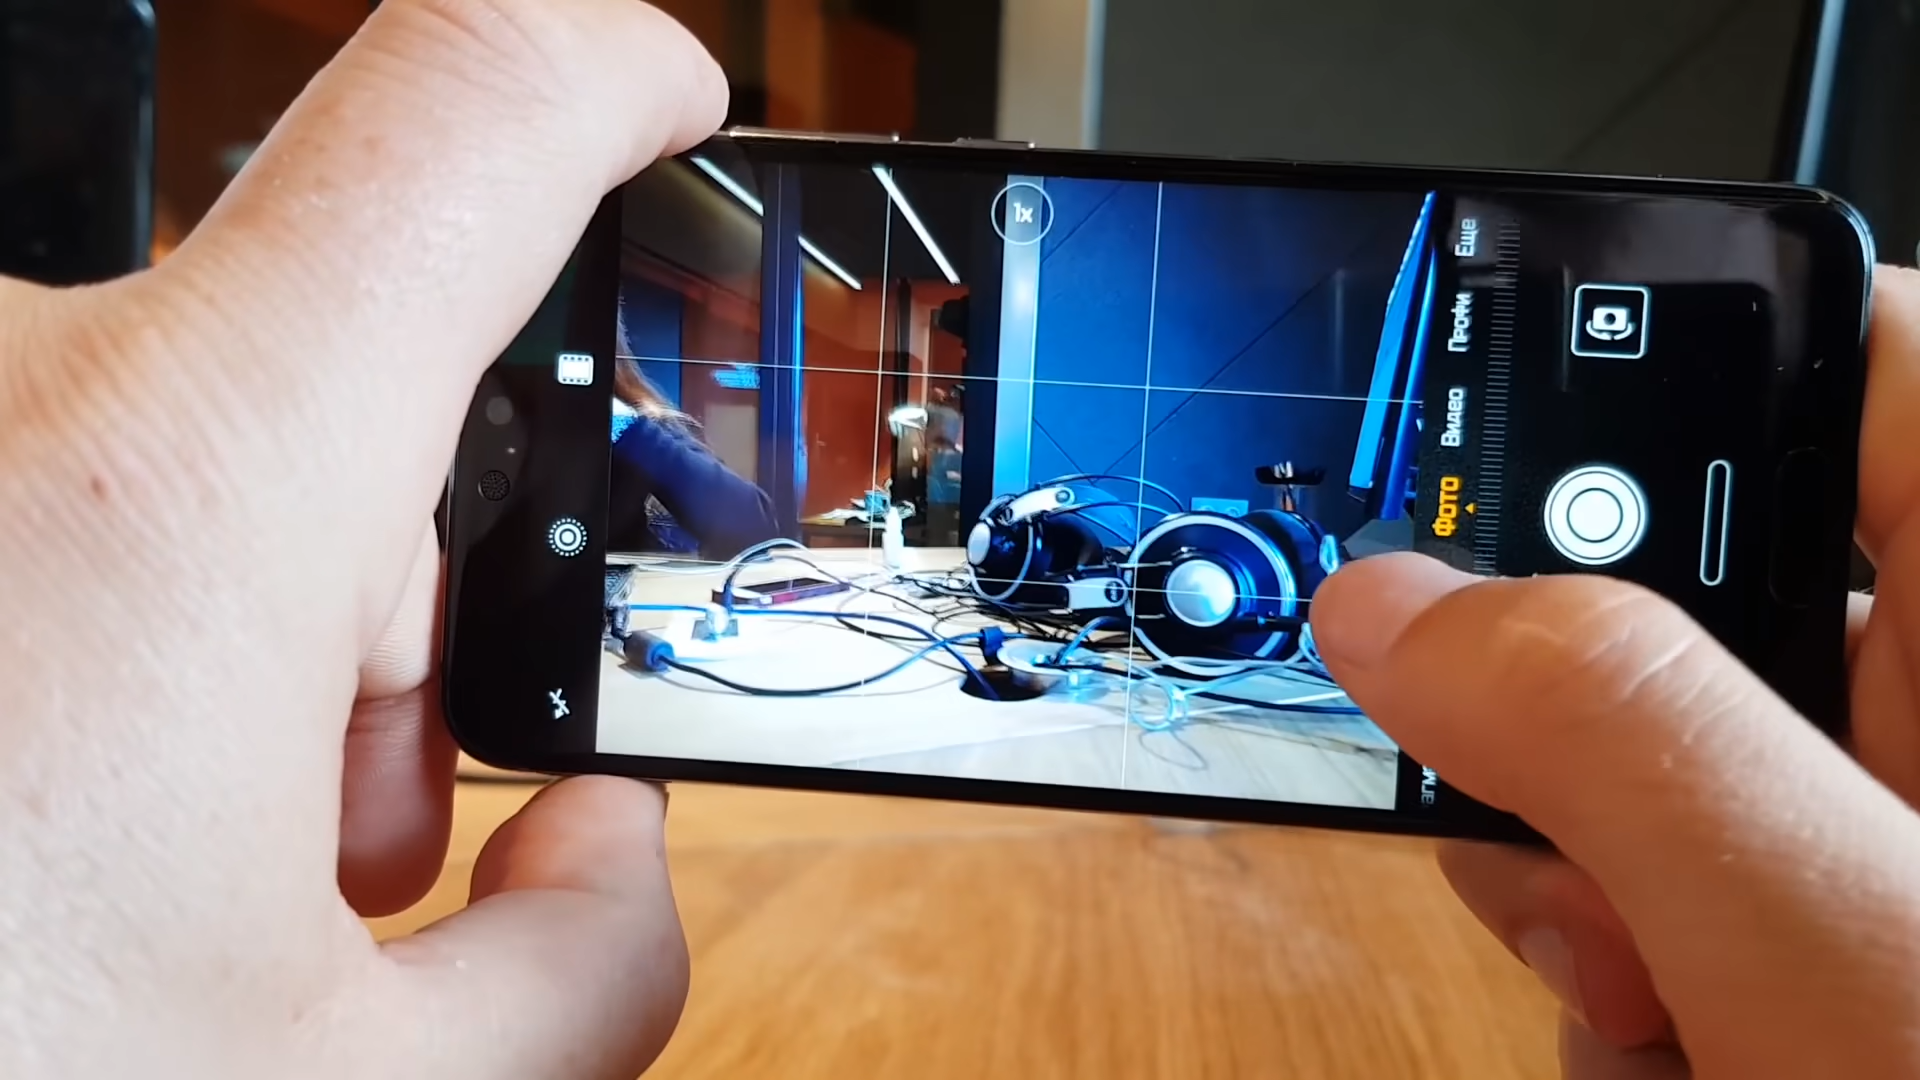 1x
Еще
Профи
Видео
ФОТО